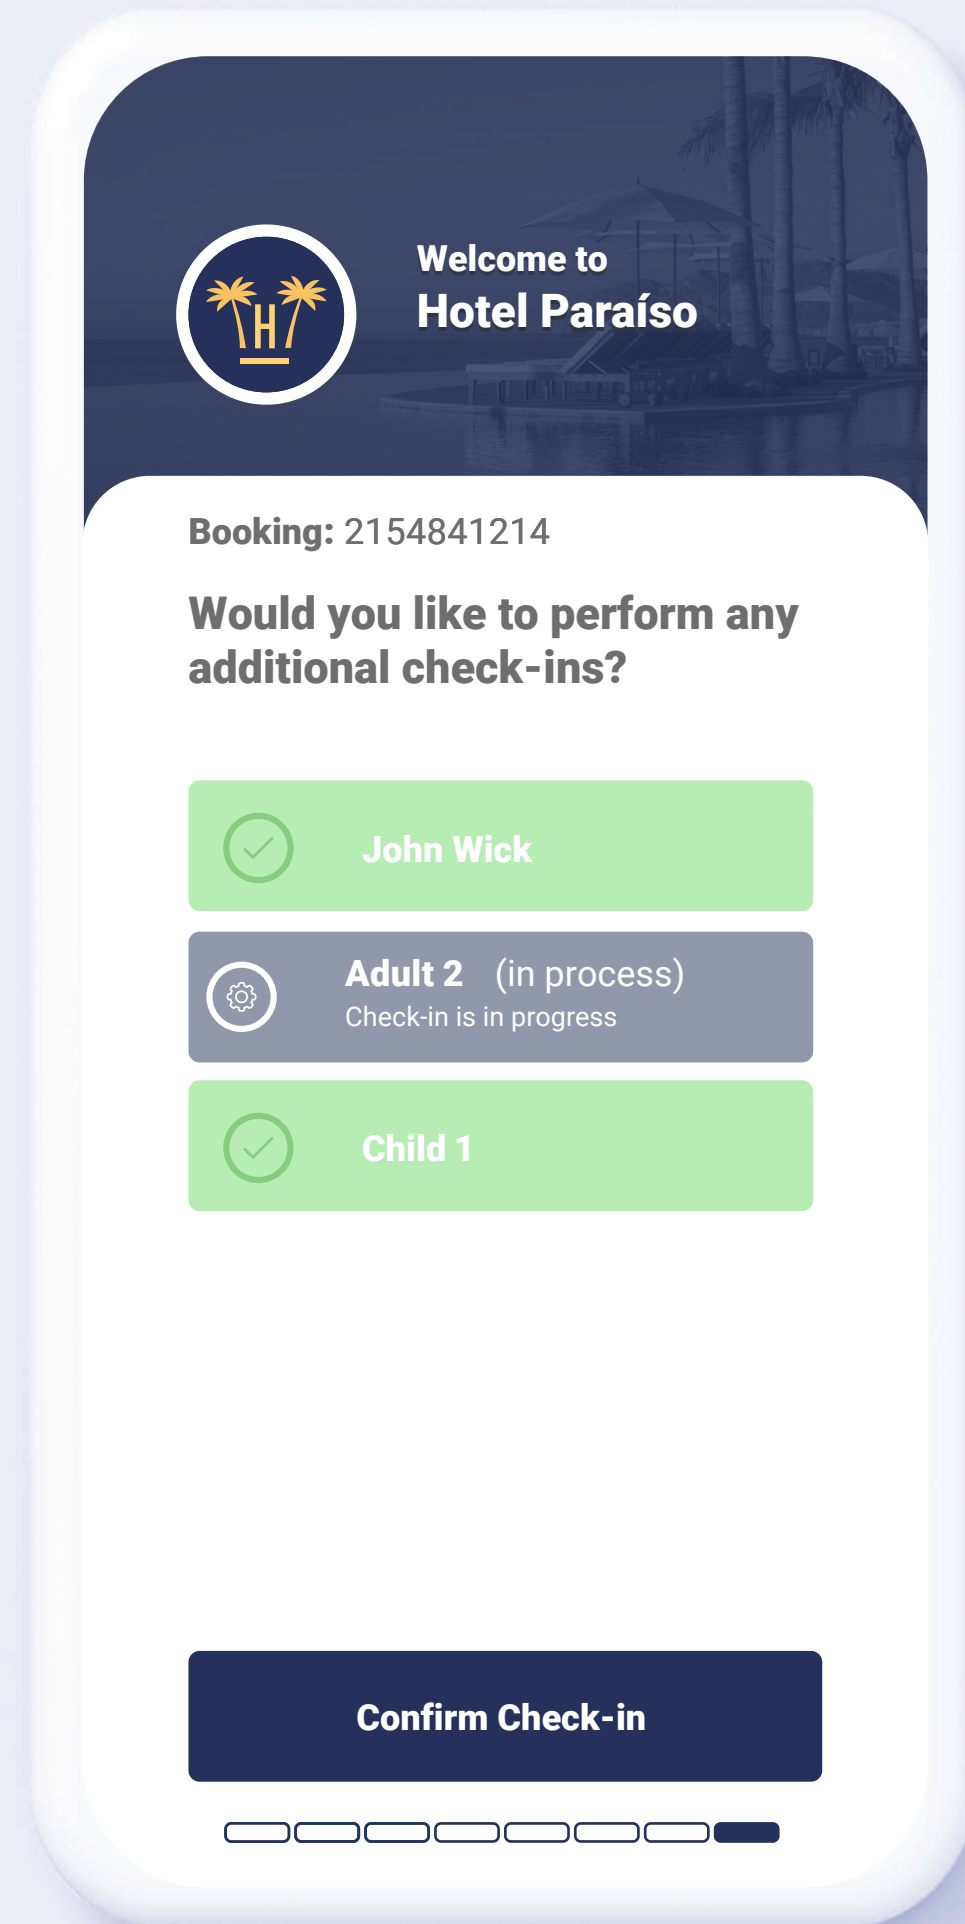 H
Welcome to
Hotel Paraíso
Booking: 2154841214
Would you like to perform any
additional check-ins?
John Wick
Adult 2 (in process)
Check-in is in progress
Child 1
Confirm Check-in